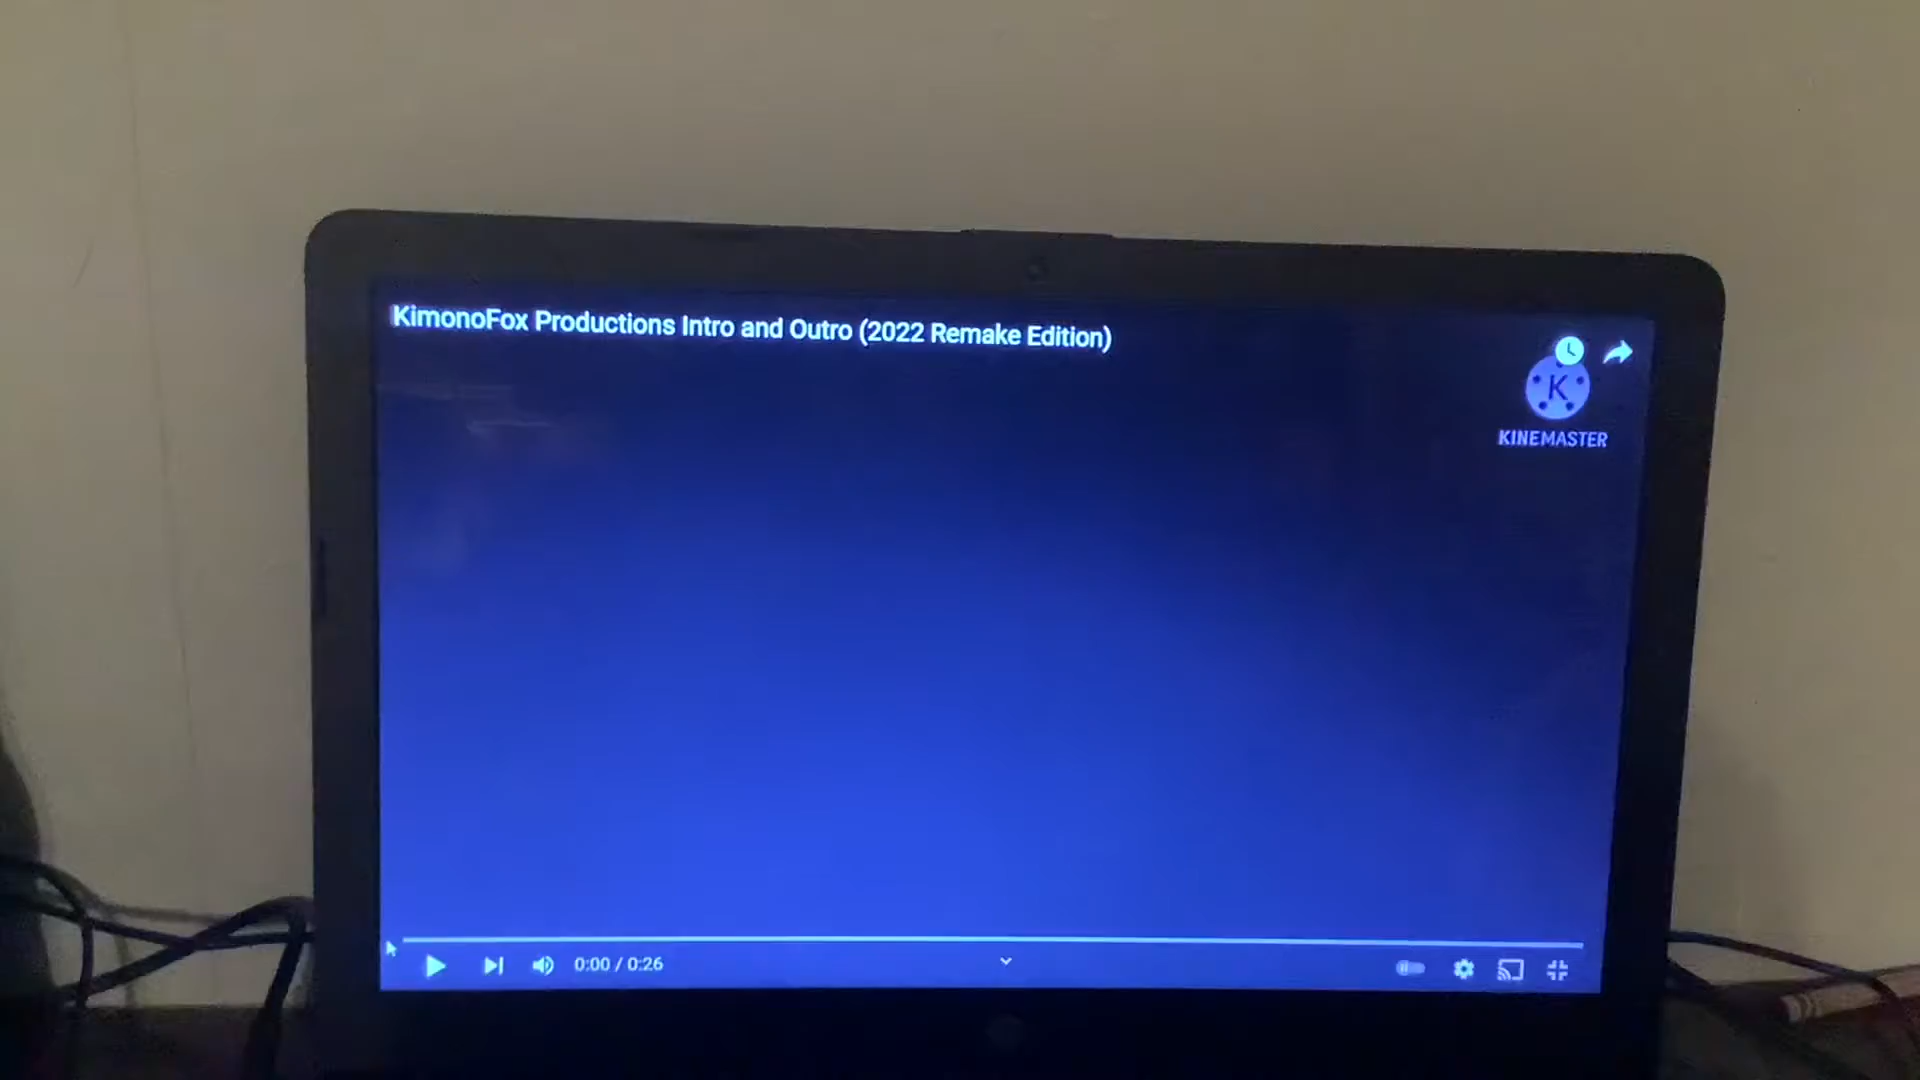 KimonoFox Productions Intro and Outro (2022 Remake Edition)
K
KINEMASTER
0:00 / 0:26